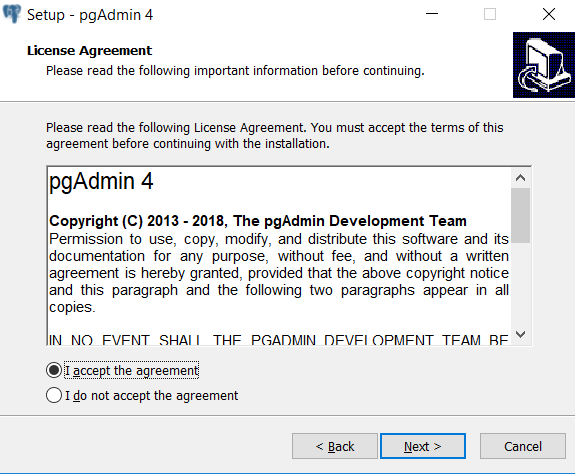 Setup - pgAdmin 4
License Agreement
Please read the following important information before continuing.
Please read the following License Agreement. You must accept the terms of this
agreement before continuing with the installation.
pgAdmin 4
Copyright (C) 2013 - 2018, The pgAdmin Development Team
Permission to use, copy, modify, and distribute this software and its
documentation for any purpose, without fee, and without a written
agreement is hereby granted, provided that the above copyright notice
and this paragraph and the following two paragraphs appear in all
copies.
IN NO EVENT SHALL THE PGADMIN DEVELOPMENT TEAM BE
I accept the agreement
I do not accept the agreement
< Back
Next >
Cancel